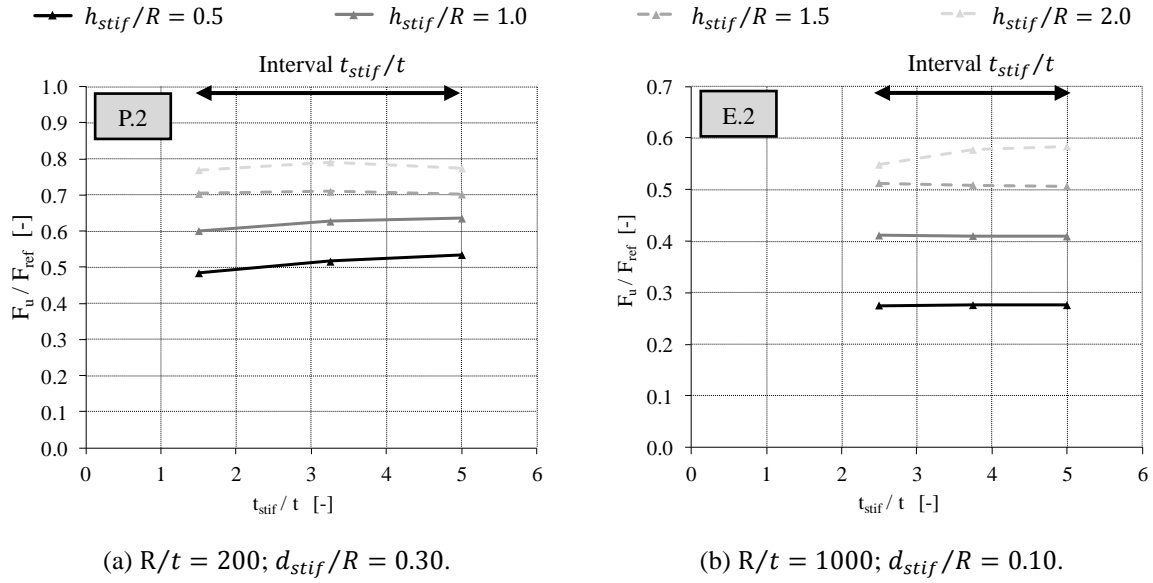 h_stif/R = 0.5 h_stif/R = 1.0 h_stif/R = 1.5 h_stif/R = 2.0
Interval t_stif/t
P.2
1.0
0.9
0.8
0.7
0.6
0.5
0.4
0.3
0.2
0.1
0.0
F_u / F_ref [-]
0 1 2 3 4 5 6
t_stif / t [-]
(a) R/t = 200; d_stif/R = 0.30.
Interval t_stif/t
E.2
0.7
0.6
0.5
0.4
0.3
0.2
0.1
0.0
F_u / F_ref [-]
0 1 2 3 4 5 6
t_stif / t [-]
(b) R/t = 1000; d_stif/R = 0.10.